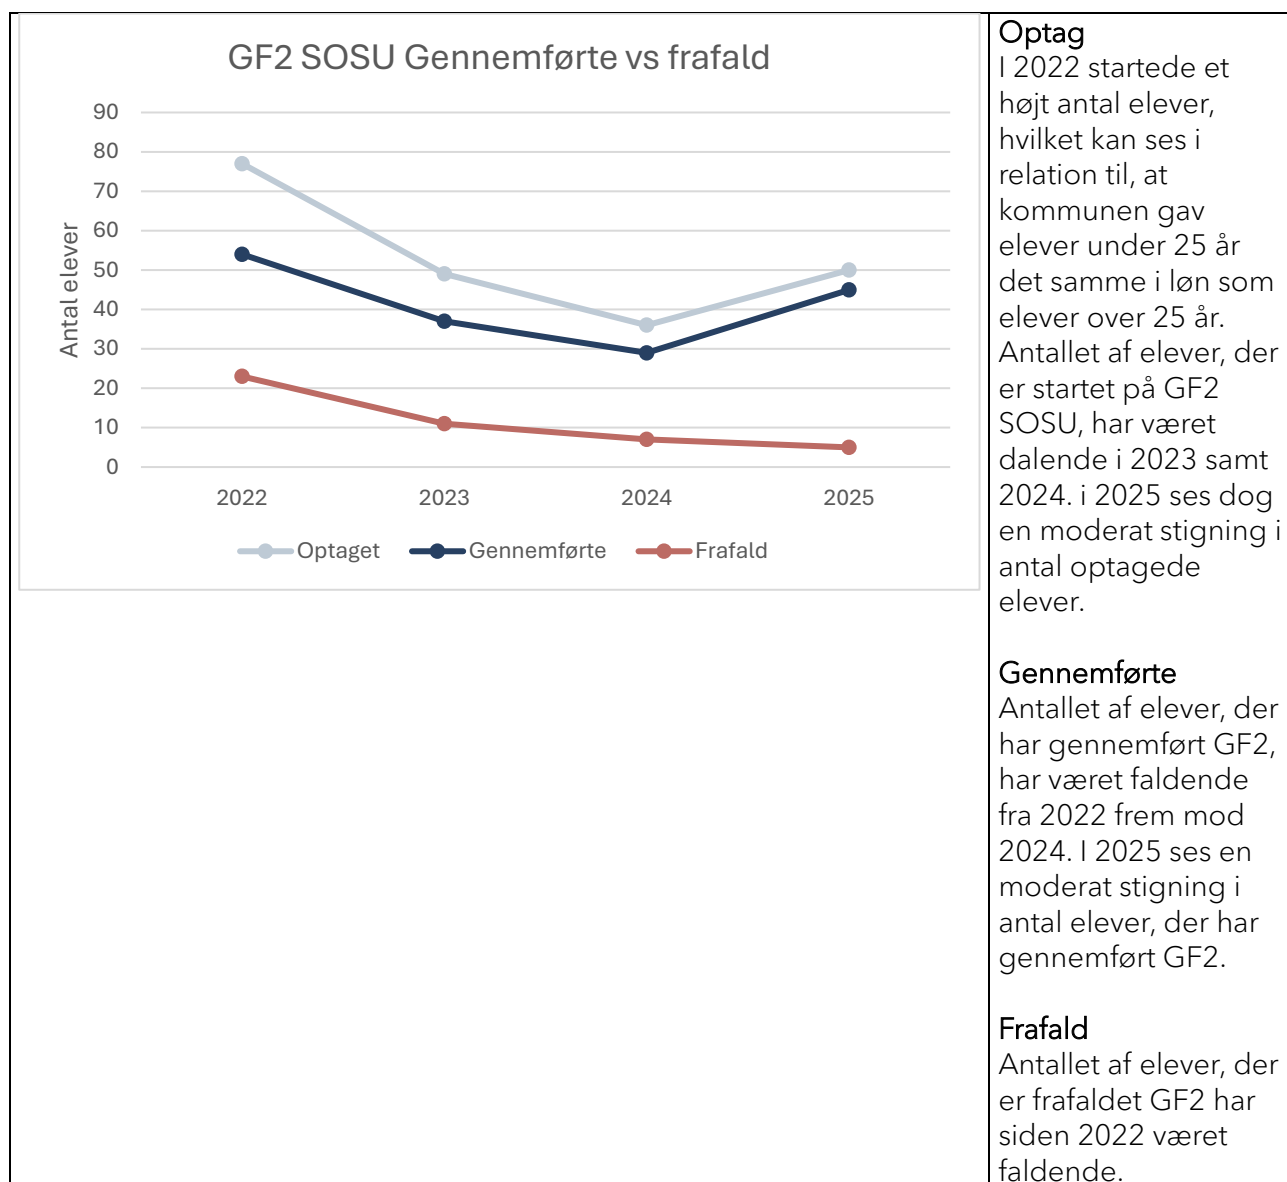 GF2 SOSU Gennemførte vs frafald
Antal elever
90
80
70
60
50
40
30
20
10
0
2022 2023 2024 2025
Optaget Gennemførte Frafald
Optag
I 2022 startede et
højt antal elever,
hvilket kan ses i
relation til, at
kommunen gav
elever under 25 år
det samme i løn som
elever over 25 år.
Antallet af elever, der
er startet på GF2
SOSU, har været
dalende i 2023 samt
2024. i 2025 ses dog
en moderat stigning i
antal optagede
elever.
Gennemførte
Antallet af elever, der
har gennemført GF2,
har været faldende
fra 2022 frem mod
2024. I 2025 ses en
moderat stigning i
antal elever, der har
gennemført GF2.
Frafald
Antallet af elever, der
er frafaldet GF2 har
siden 2022 været
faldende.